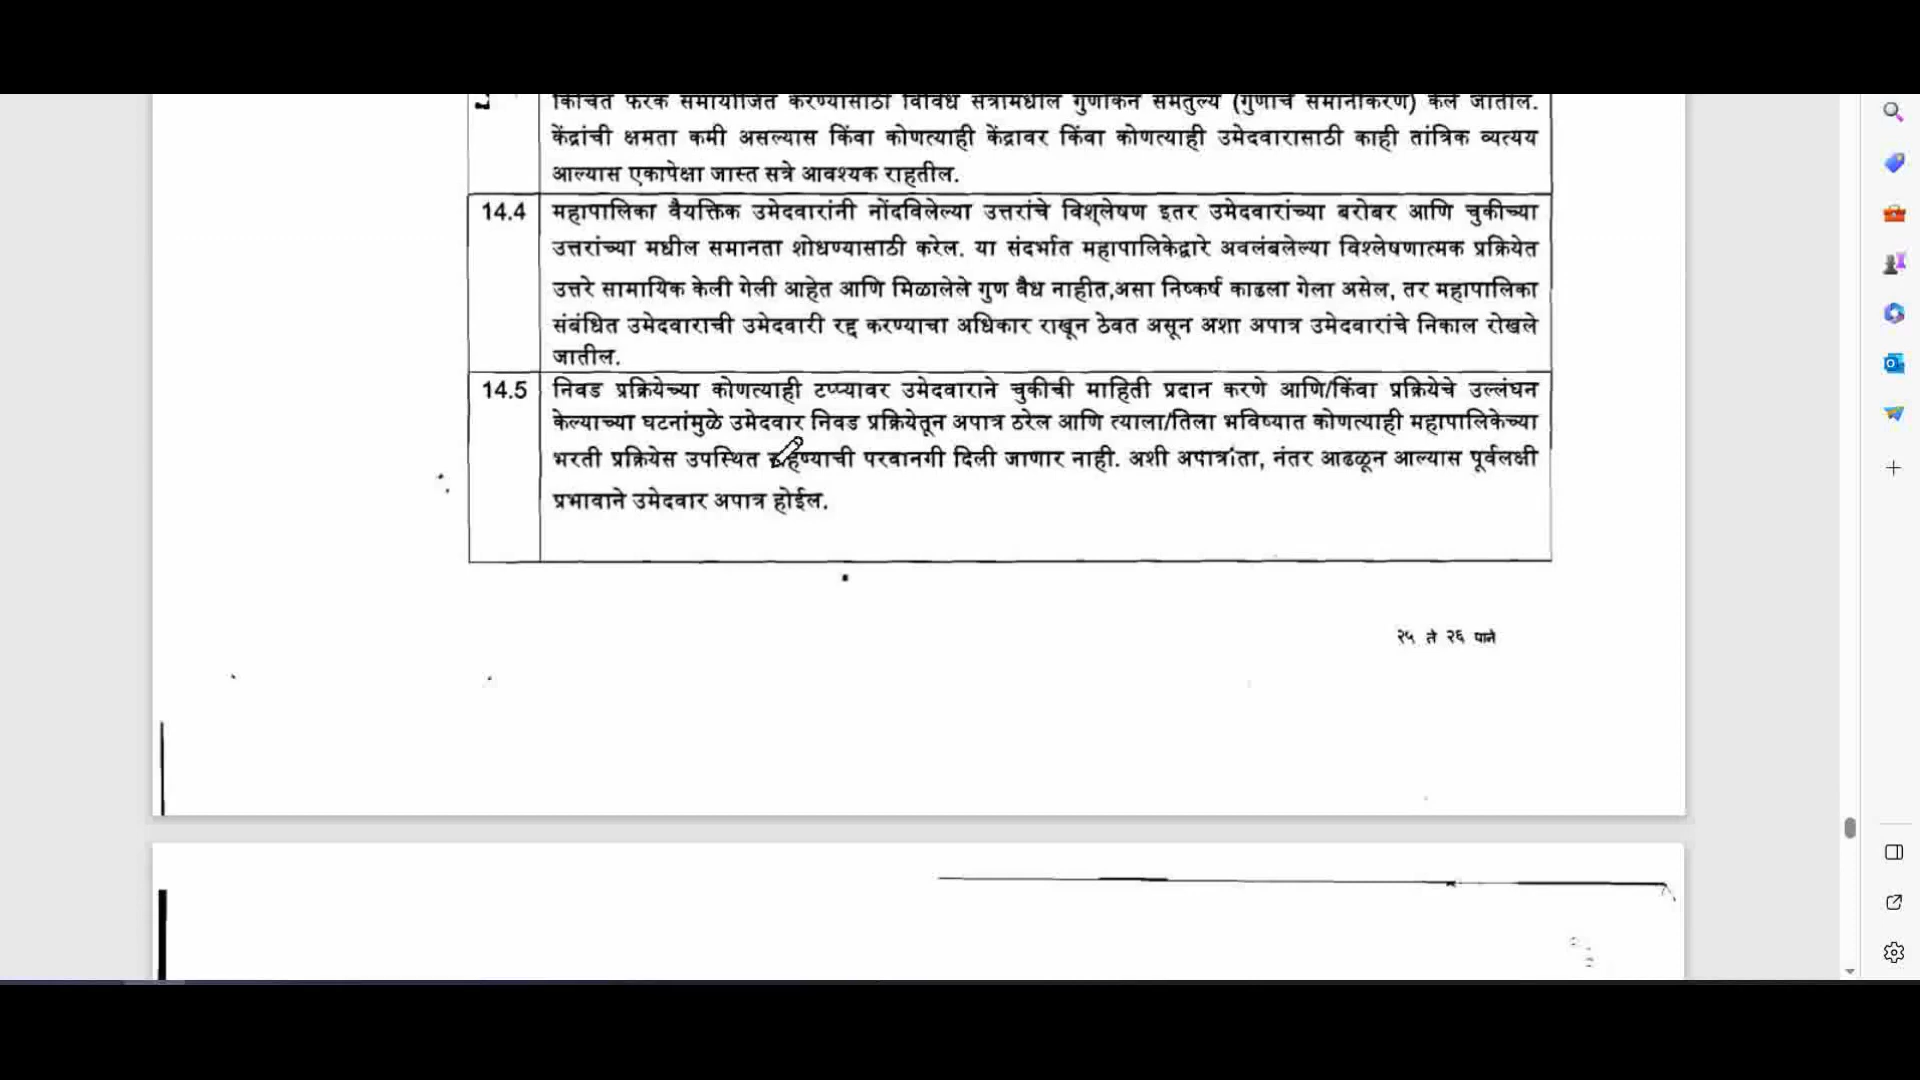 किंचित फरक समायोजित करण्यासाठी विविध सत्रामधील गुणांकन समतुल्य (गुणांचे समानीकरण) केले जातील.
केंद्रांची क्षमता कमी असल्यास किंवा कोणत्याही केंद्रावर किंवा कोणत्याही उमेदवारासाठी काही तांत्रिक व्यत्यय
आल्यास एकापेक्षा जास्त सत्रे आवश्यक राहतील.
14.4 महापालिका वैयक्तिक उमेदवारांनी नोंदविलेल्या उत्तरांचे विश्लेषण इतर उमेदवारांच्या बरोबर आणि चुकीच्या
उत्तरांच्या मधील समानता शोधण्यासाठी करेल. या संदर्भात महापालिकेद्वारे अवलंबलेल्या विश्लेषणात्मक प्रक्रियेत
उत्तरे सामायिक केली गेली आहेत आणि मिळालेले गुण वैध नाहीत,असा निष्कर्ष काढला गेला असेल, तर महापालिका
संबंधित उमेदवाराची उमेदवारी रद्द करण्याचा अधिकार राखून ठेवत असून अशा अपात्र उमेदवारांचे निकाल रोखले
जातील.
14.5 निवड प्रक्रियेच्या कोणत्याही टप्प्यावर उमेदवाराने चुकीची माहिती प्रदान करणे आणि/किंवा प्रक्रियेचे उल्लंघन
केल्याच्या घटनांमुळे उमेदवार निवड प्रक्रियेतून अपात्र ठरेल आणि त्याला/तिला भविष्यात कोणत्याही महापालिकेच्या
भरती प्रक्रियेस उपस्थित राहण्याची परवानगी दिली जाणार नाही. अशी अपात्रांता, नंतर आढळून आल्यास पूर्वलक्षी
प्रभावाने उमेदवार अपात्र होईल.
२५ ते २६ पाने